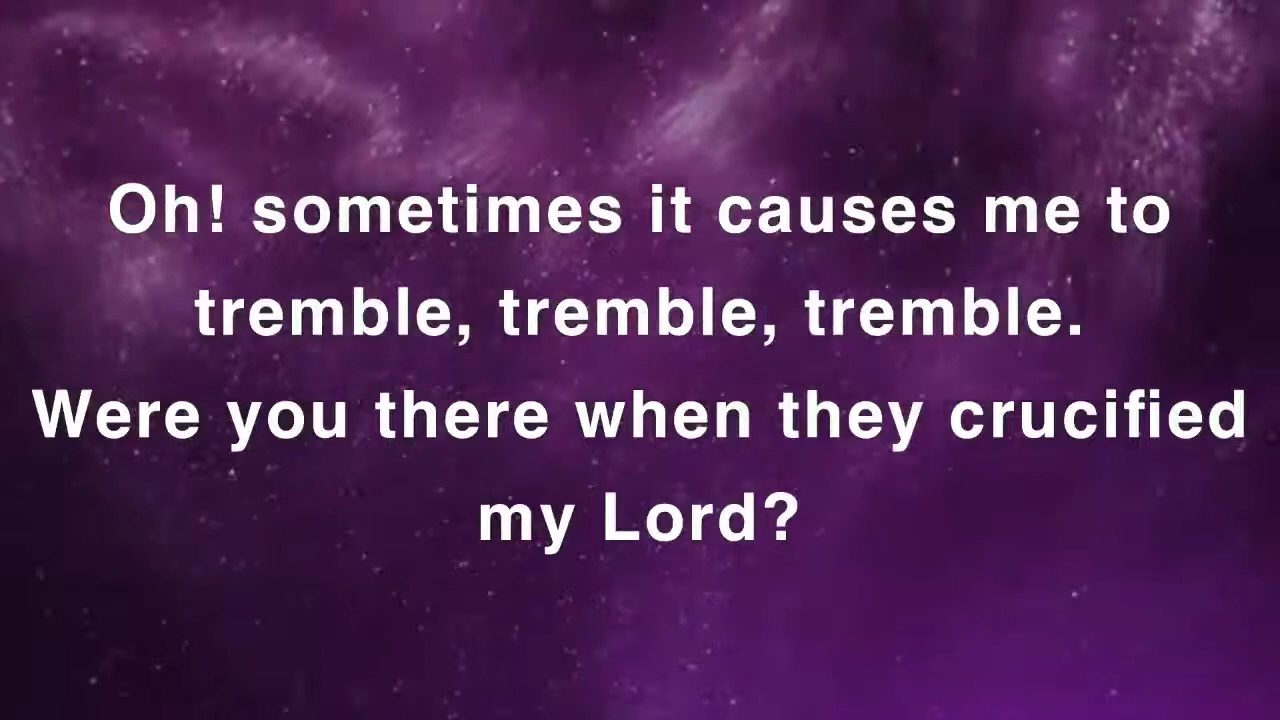 Oh! sometimes it causes me to
tremble, tremble, tremble.
Were you there when they crucified
my Lord?